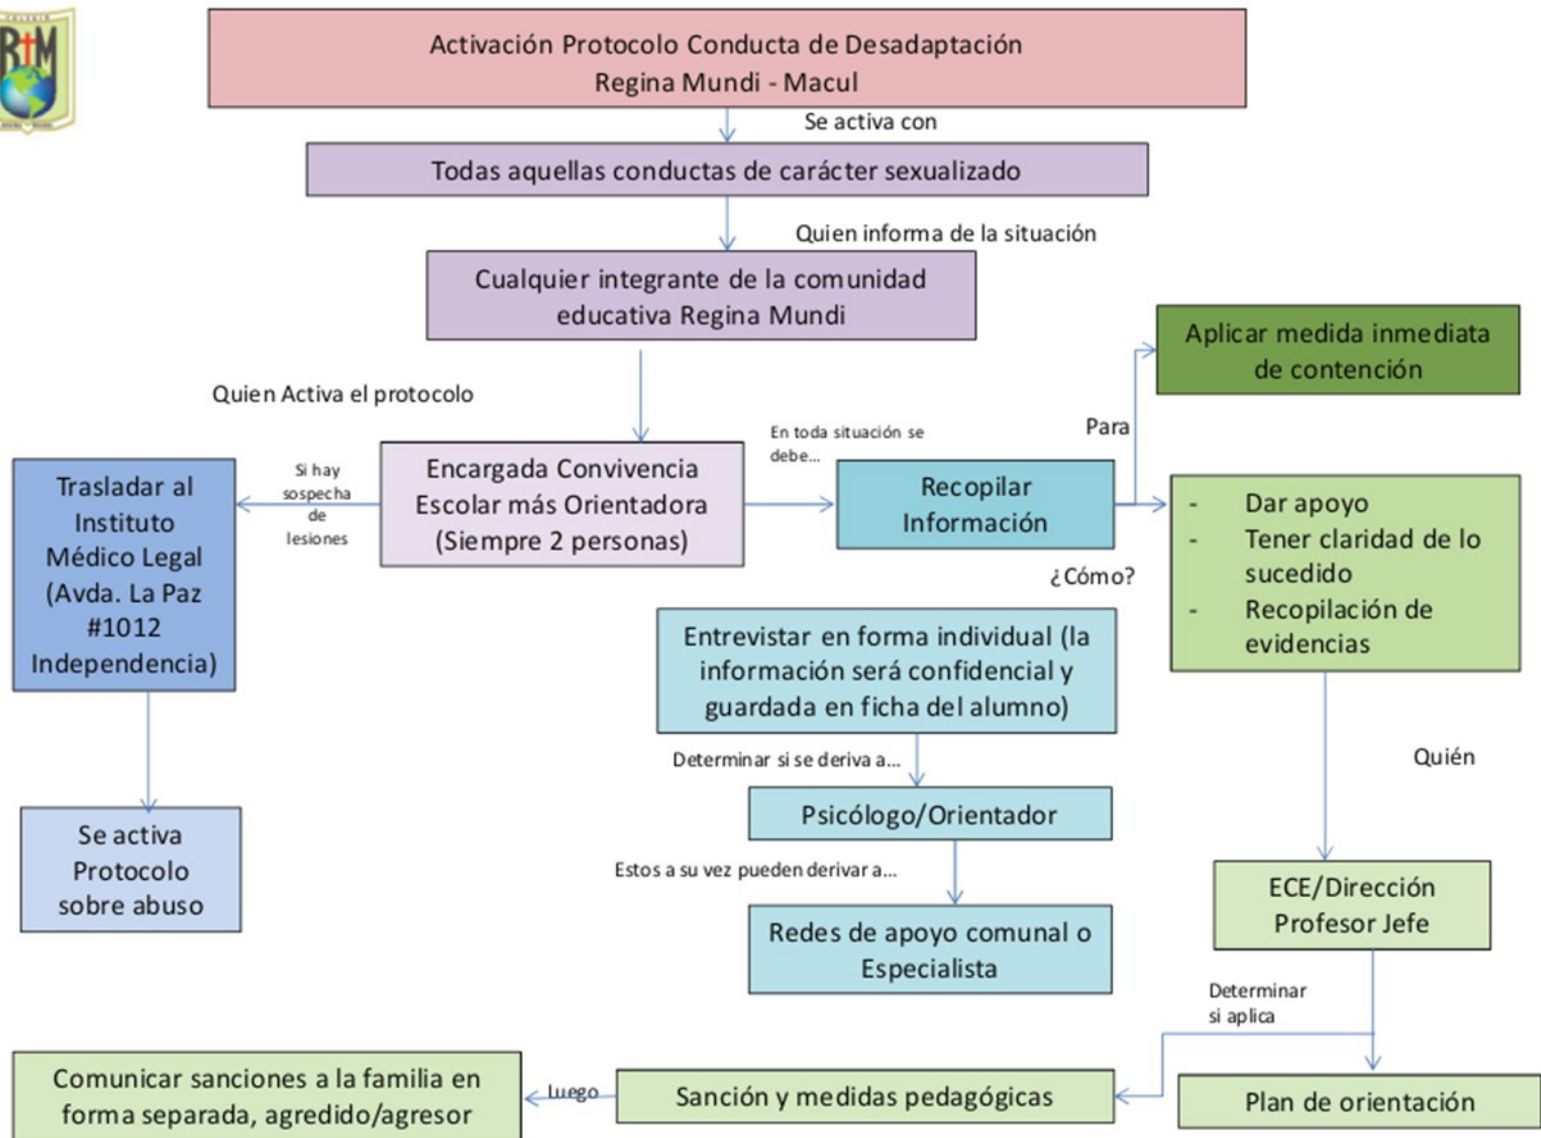 COLEGIO
RM
REGINA MUNDI
Activación Protocolo Conducta de Desadaptación
Regina Mundi - Macul
Se activa con
Todas aquellas conductas de carácter sexualizado
Quien informa de la situación
Cualquier integrante de la comunidad
educativa Regina Mundi
Aplicar medida inmediata
de contención
Quien Activa el protocolo
En toda situación se
debe...
Para
Trasladar al
Instituto
Médico Legal
(Avda. La Paz
#1012
Independencia)
Si hay
sospecha
de
lesiones
Encargada Convivencia
Escolar más Orientadora
(Siempre 2 personas)
Recopilar
Información
- Dar apoyo
- Tener claridad de lo
sucedido
- Recopilación de
evidencias
¿Cómo?
Entrevistar en forma individual (la
información será confidencial y
guardada en ficha del alumno)
Determinar si se deriva a...
Quién
Psicólogo/Orientador
Se activa
Protocolo
sobre abuso
Estos a su vez pueden derivar a...
ECE/Dirección
Profesor Jefe
Redes de apoyo comunal o
Especialista
Determinar
si aplica
Comunicar sanciones a la familia en
forma separada, agredido/agresor
Luego
Sanción y medidas pedagógicas
Plan de orientación